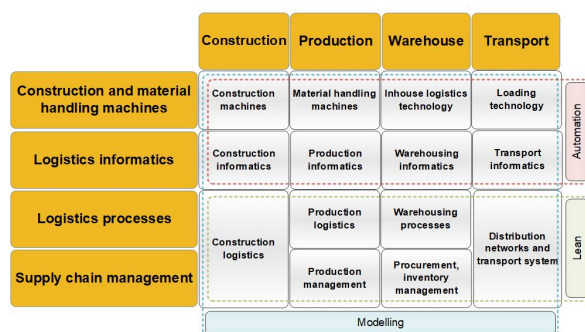 Construction
Production
Warehouse
Transport
Construction and material
handling machines
Construction
machines
Material handling
machines
Inhouse logistics
technology
Loading
technology
Automation
Logistics informatics
Construction
informatics
Production
informatics
Warehousing
informatics
Transport
informatics
Logistics processes
Construction
logistics
Production
logistics
Warehousing
processes
Distribution
networks and
transport system
Lean
Supply chain management
Production
management
Procurement,
inventory
management
Modelling